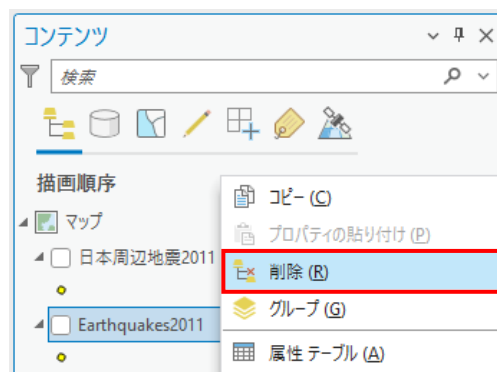 コンテンツ
検索
描画順序
マップ
日本周辺地震2011
Earthquakes2011
コピー (C)
プロパティの貼り付け (P)
削除 (R)
グループ (G)
属性 テーブル (A)